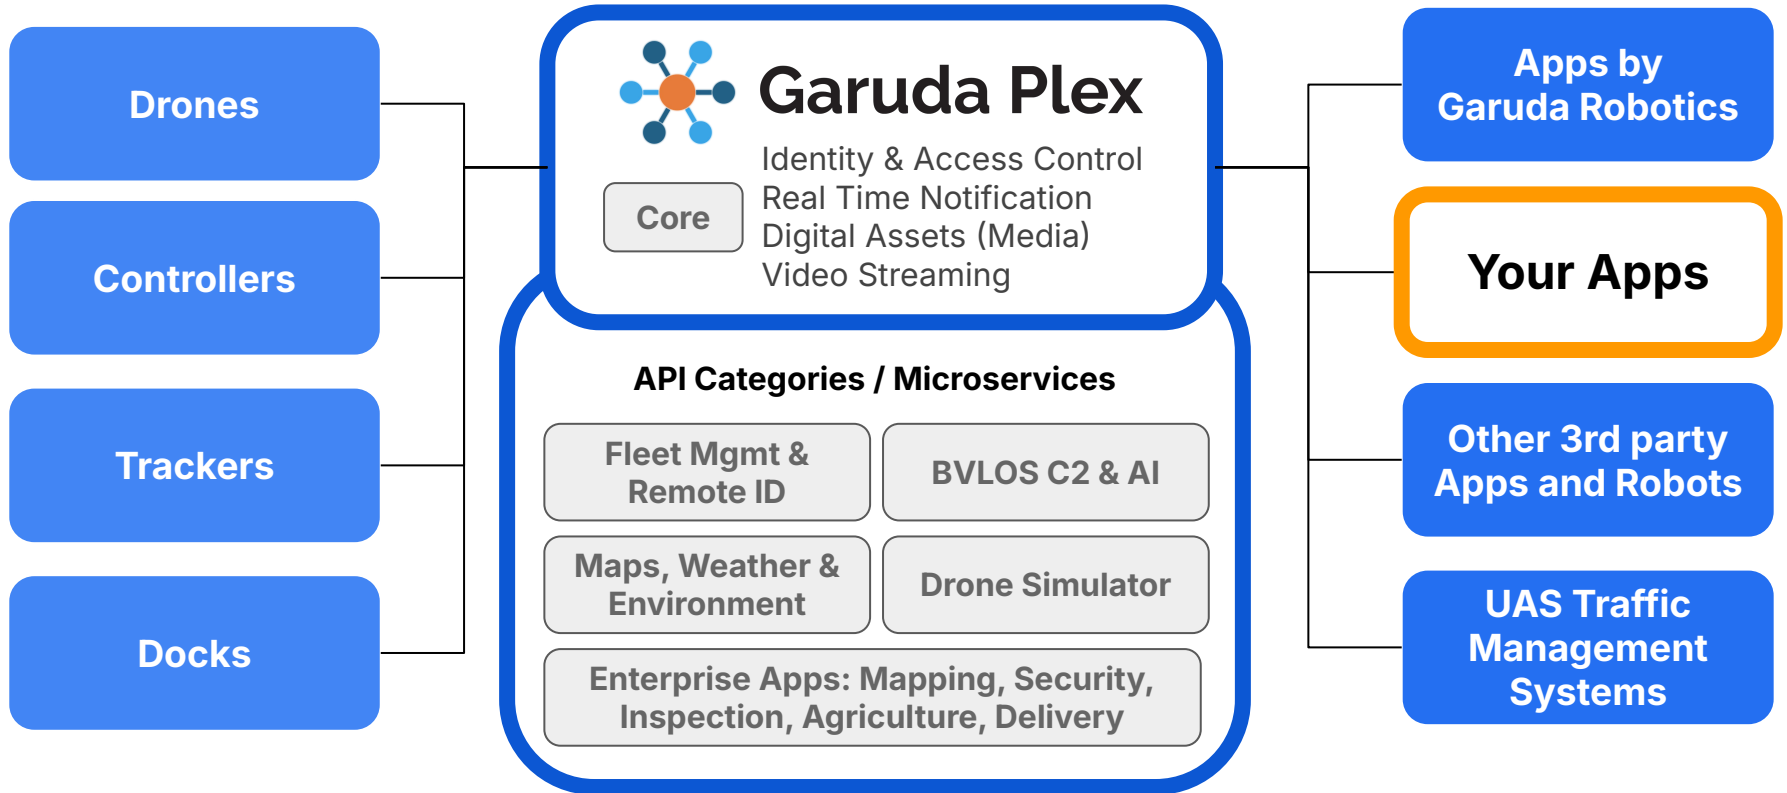 Drones
Controllers
Trackers
Docks
Garuda Plex
Core
Identity & Access Control
Real Time Notification
Digital Assets (Media)
Video Streaming
API Categories / Microservices
Fleet Mgmt &
Remote ID
BVLOS C2 & AI
Maps, Weather &
Environment
Drone Simulator
Enterprise Apps: Mapping, Security,
Inspection, Agriculture, Delivery
Apps by
Garuda Robotics
Your Apps
Other 3rd party
Apps and Robots
UAS Traffic
Management
Systems